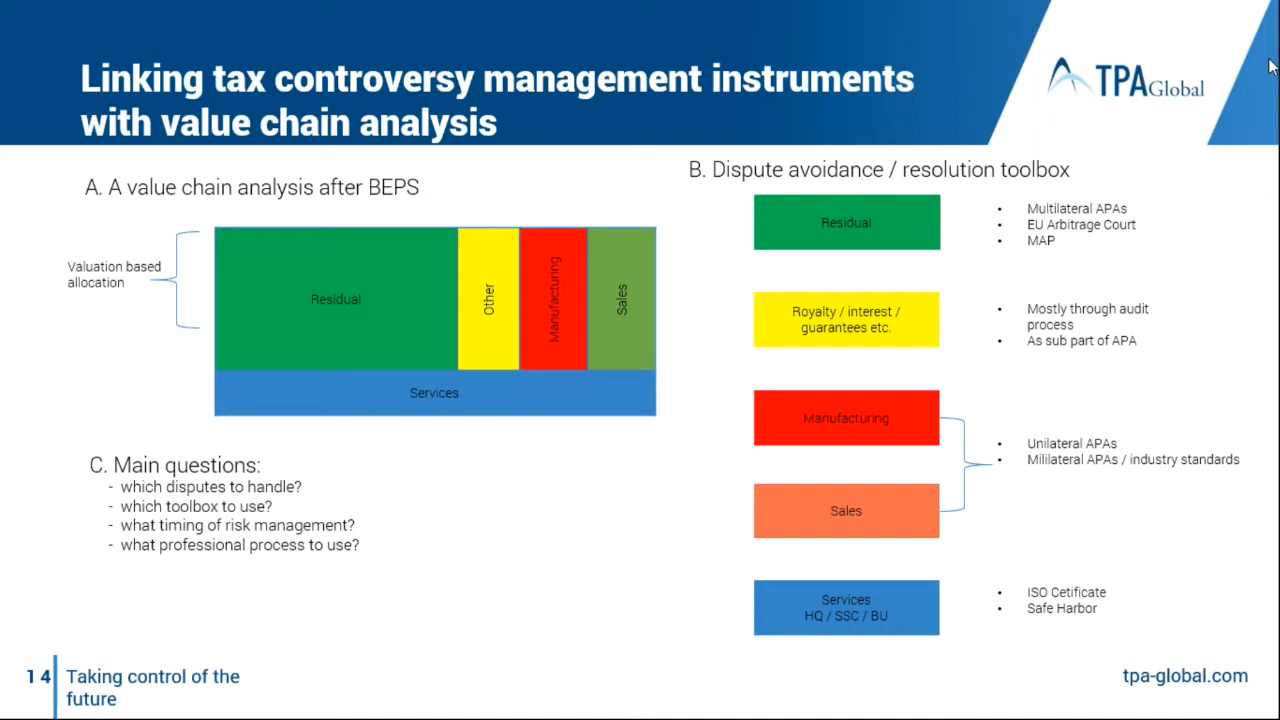 Linking tax controversy management instruments
with value chain analysis
TPA Global
A. A value chain analysis after BEPS
Valuation based
allocation
Residual
Other
Manufacturing
Sales
Services
C. Main questions:
- which disputes to handle?
- which toolbox to use?
- what timing of risk management?
- what professional process to use?
B. Dispute avoidance / resolution toolbox
Residual
• Multilateral APAs
• EU Arbitrage Court
• MAP
Royalty / interest /
guarantees etc.
• Mostly through audit
process
• As sub part of APA
Manufacturing
Sales
• Unilateral APAs
• Mililateral APAs / industry standards
Services
HQ / SSC / BU
• ISO Cetificate
• Safe Harbor
14
Taking control of the
future
tpa-global.com